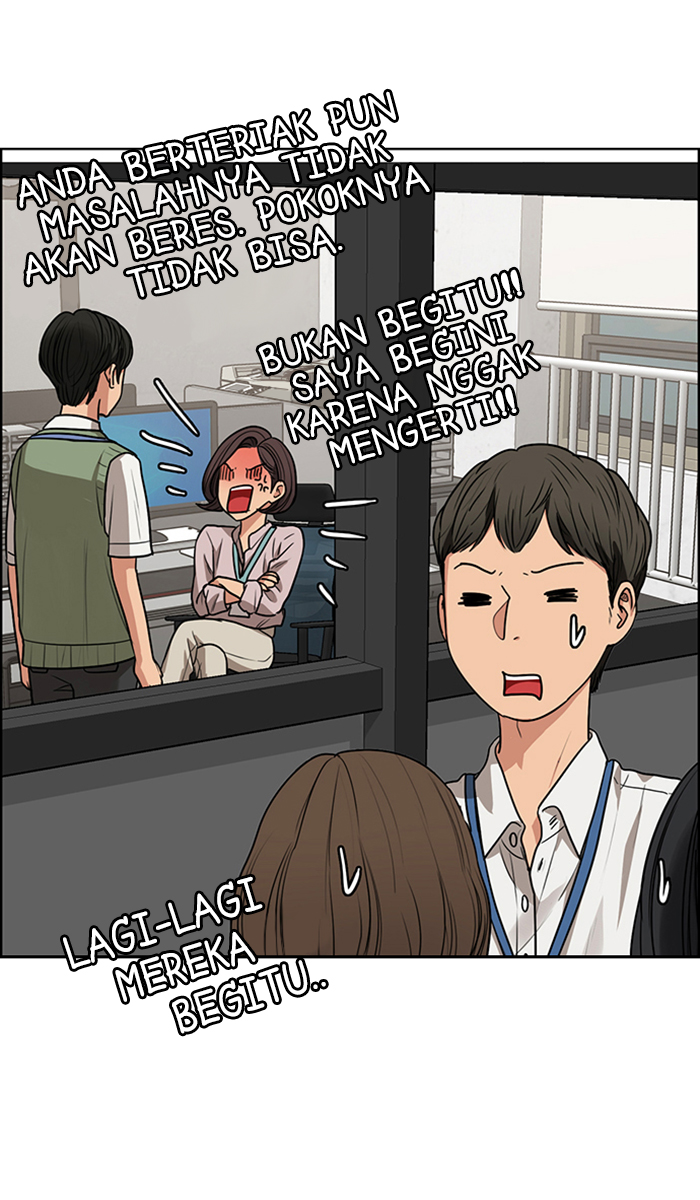 ANDA BERTERIAK PUN
MASALAHNYA TIDAK
AKAN BERES. POKOKNYA
TIDAK BISA.
BUKAN BEGITU!!
SAYA BEGINI
KARENA NGGAK
MENGERTI!!
LAGI-LAGI
MEREKA
BEGITU..